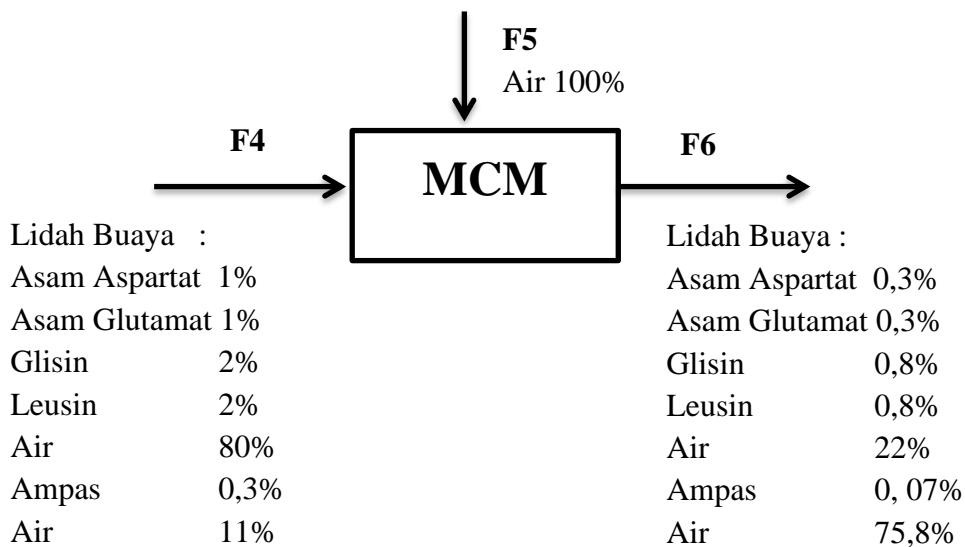 F5
Air 100%
F4
MCM
F6
Lidah Buaya :
Asam Aspartat 1%
Asam Glutamat 1%
Glisin 2%
Leusin 2%
Air 80%
Ampas 0,3%
Air 11%
Lidah Buaya :
Asam Aspartat 0,3%
Asam Glutamat 0,3%
Glisin 0,8%
Leusin 0,8%
Air 22%
Ampas 0, 07%
Air 75,8%